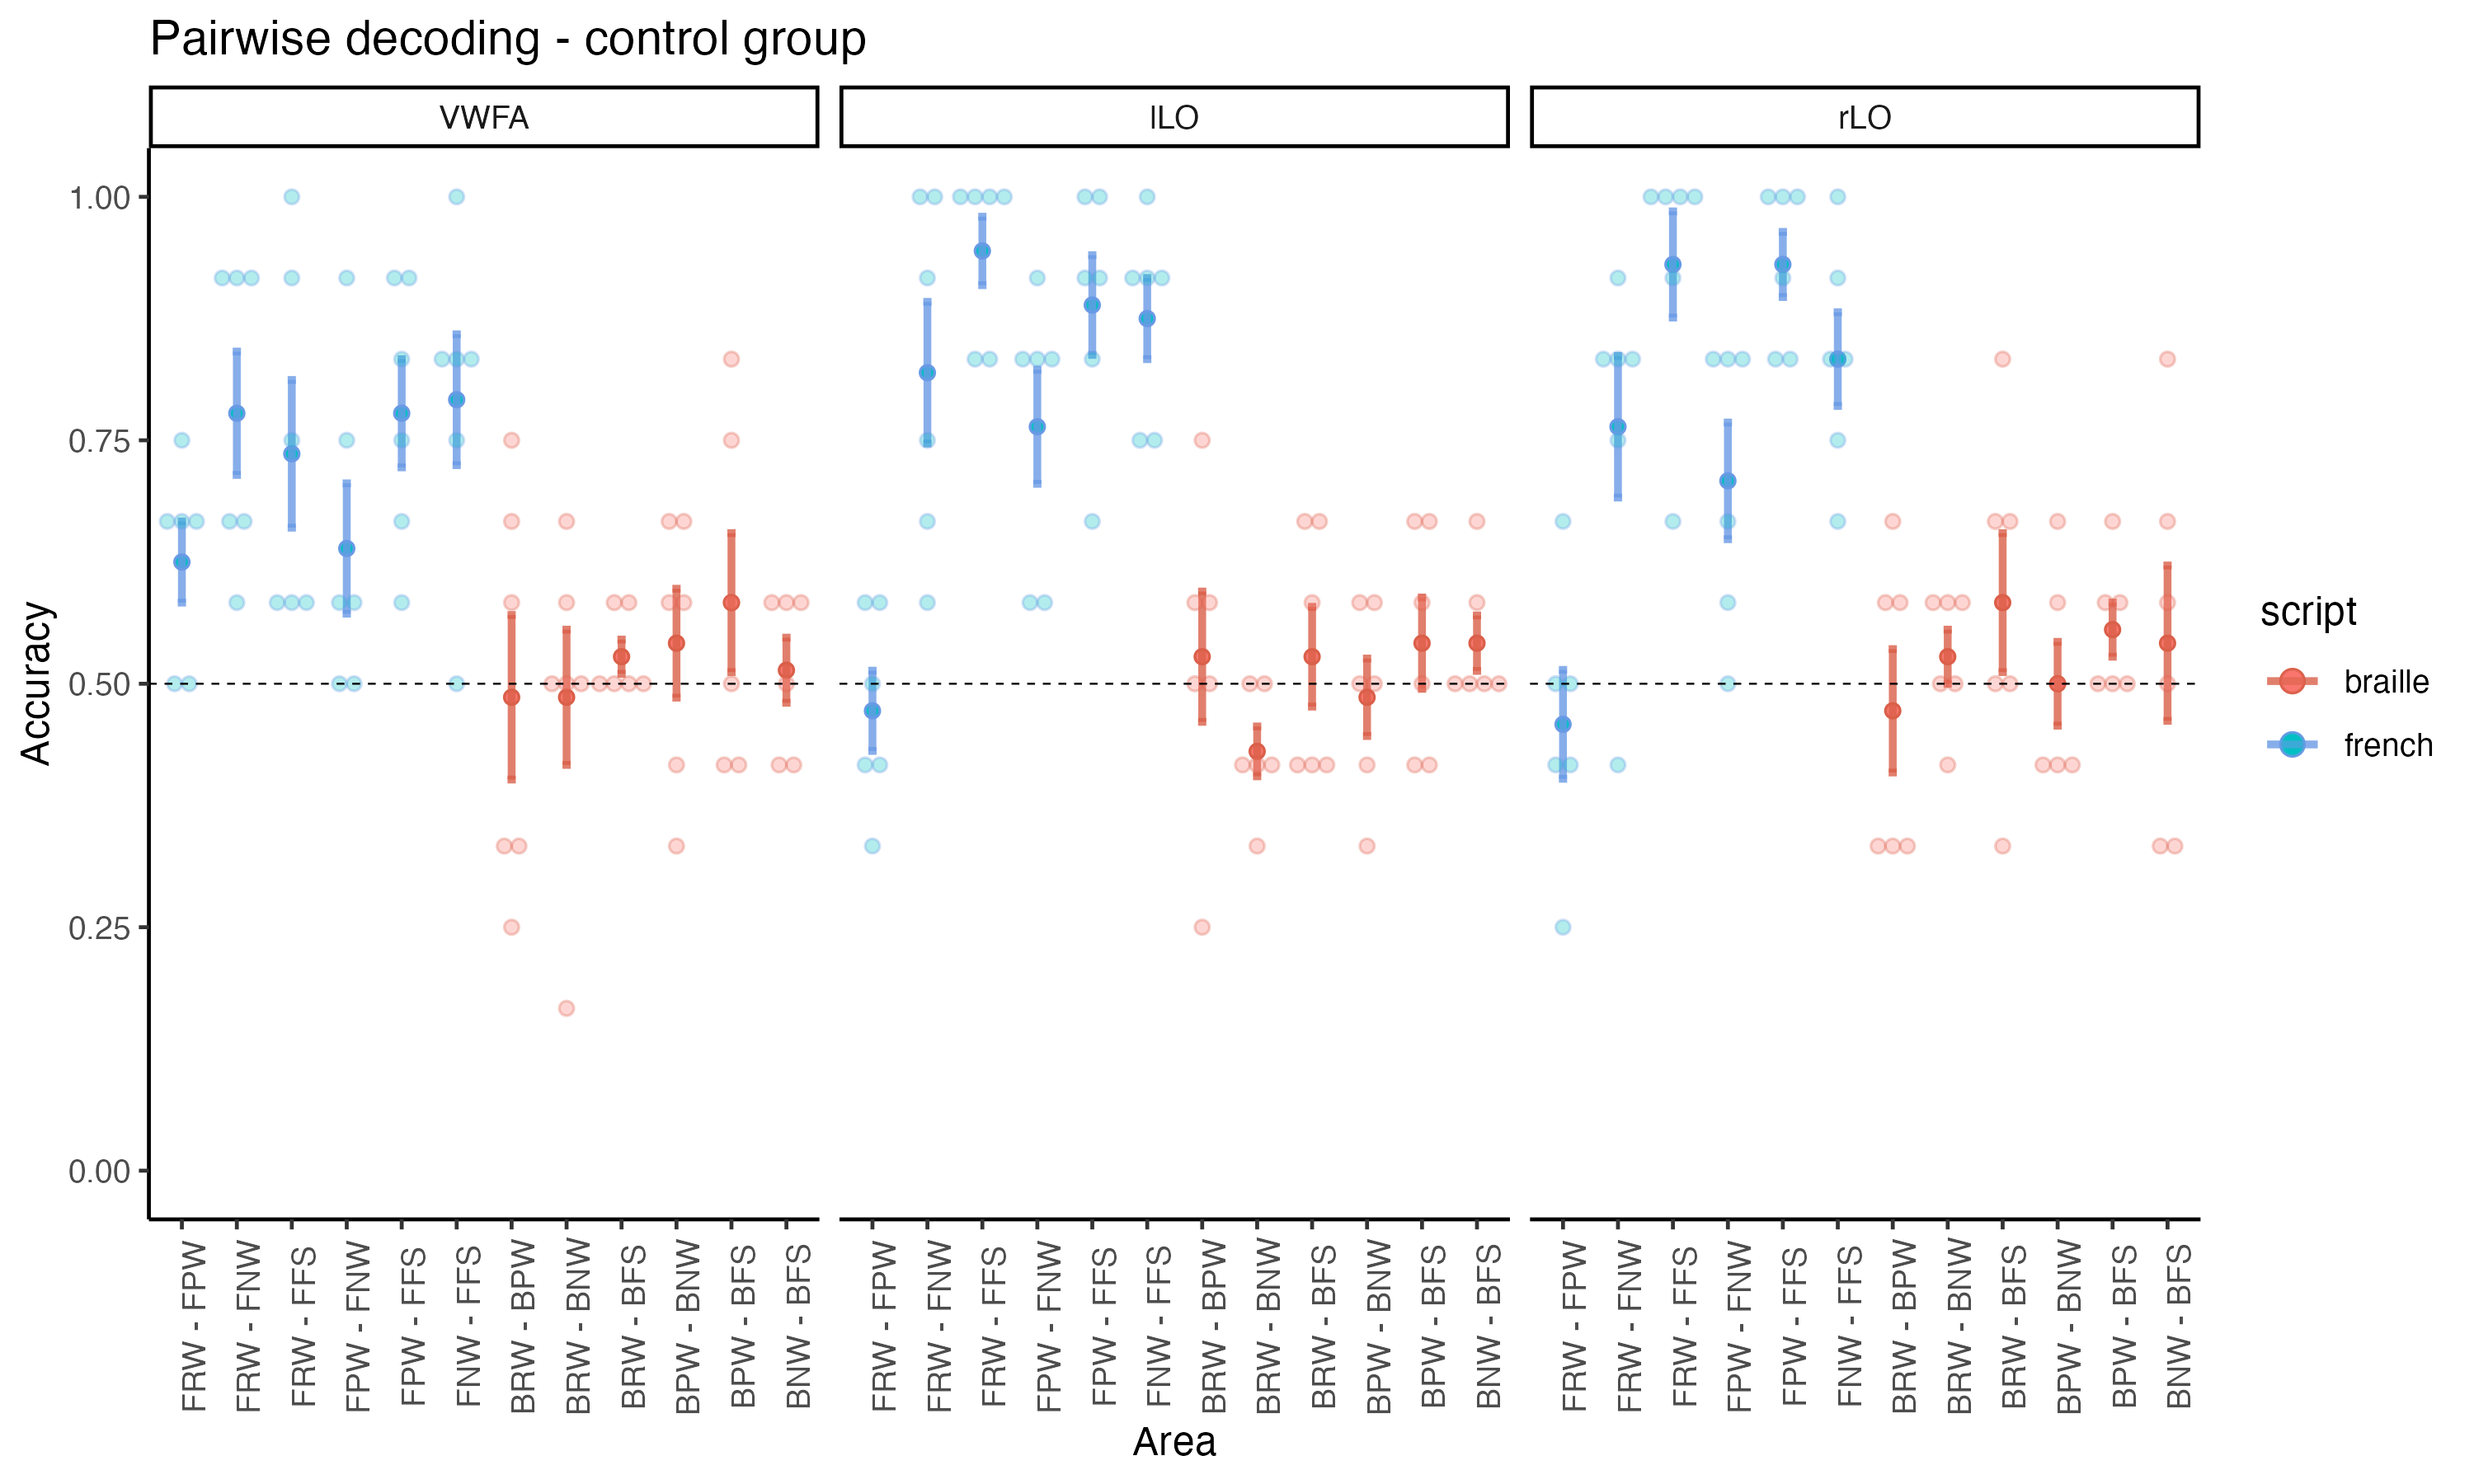 Pairwise decoding - control group
VWFA
lLO
rLO
1.00
0.75
0.50
0.25
0.00
Accuracy
FRW - FPW
FRW - FNW
FRW - FFS
FPW - FNW
FPW - FFS
FNW - FFS
BRW - BPW
BRW - BNW
BRW - BFS
BPW - BNW
BPW - BFS
BNW - BFS
FRW - FPW
FRW - FNW
FRW - FFS
FPW - FNW
FPW - FFS
FNW - FFS
BRW - BPW
BRW - BNW
BRW - BFS
BPW - BNW
BPW - BFS
BNW - BFS
FRW - FPW
FRW - FNW
FRW - FFS
FPW - FNW
FPW - FFS
FNW - FFS
BRW - BPW
BRW - BNW
BRW - BFS
BPW - BNW
BPW - BFS
BNW - BFS
Area
script
braille
french